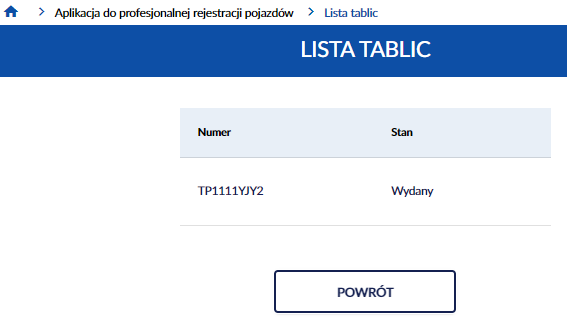 Aplikacja do profesjonalnej rejestracji pojazdów > Lista tablic
LISTA TABLIC
Numer Stan
TP1111YJY2 Wydany
POWRÓT